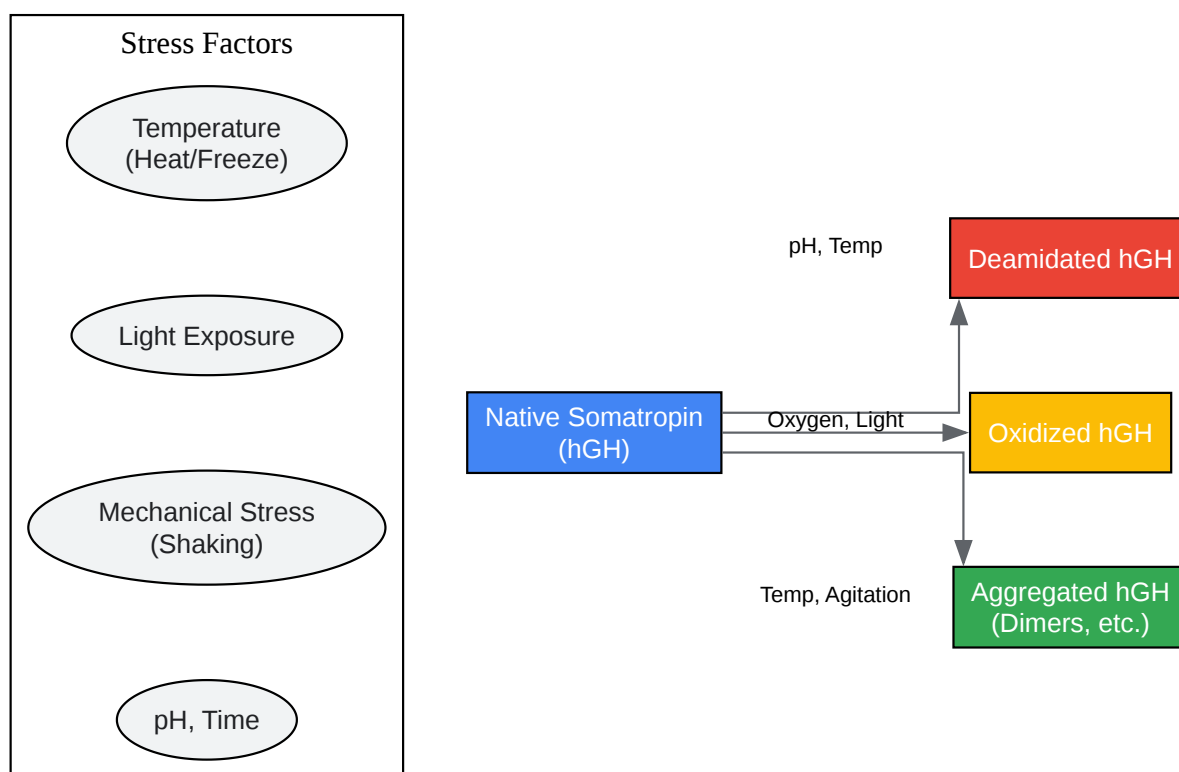 Stress Factors
Temperature
(Heat/Freeze)
Light Exposure
Mechanical Stress
(Shaking)
pH, Time
Native Somatropin
(hGH)
pH, Temp
Oxygen, Light
Temp, Agitation
Deamidated hGH
Oxidized hGH
Aggregated hGH
(Dimers, etc.)